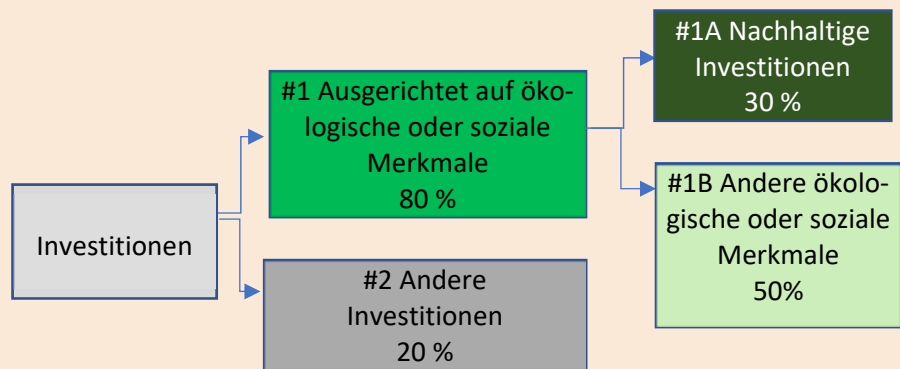 Investitionen
#1 Ausgerichtet auf öko-
logische oder soziale
Merkmale
80 %
#2 Andere
Investitionen
20 %
#1A Nachhaltige
Investitionen
30 %
#1B Andere ökolo-
gische oder soziale
Merkmale
50%